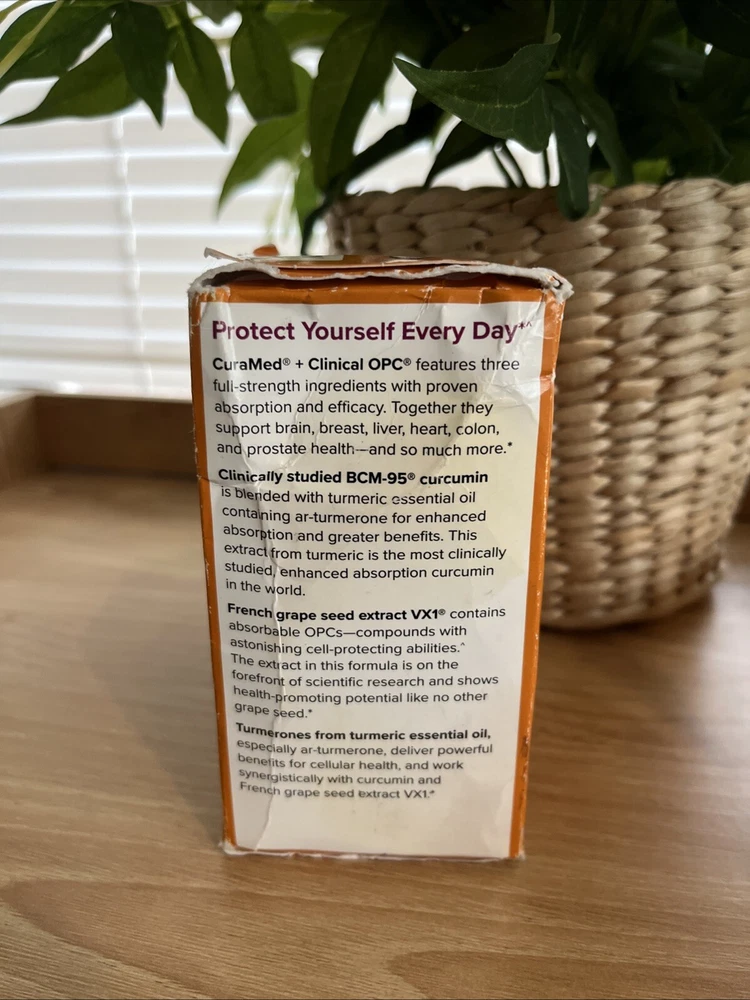 Protect Yourself Every Day*^
CuraMed® + Clinical OPC® features three
full-strength ingredients with proven
absorption and efficacy. Together they
support brain, breast, liver, heart, colon,
and prostate health—and so much more.*
Clinically studied BCM-95® curcumin
is blended with turmeric essential oil
containing ar-turmerone for enhanced
absorption and greater benefits. This
extract from turmeric is the most clinically
studied, enhanced absorption curcumin
in the world.
French grape seed extract VX1® contains
absorbable OPCs—compounds with
astonishing cell-protecting abilities.^
The extract in this formula is on the
forefront of scientific research and shows
health-promoting potential like no other
grape seed.*
Turmerones from turmeric essential oil,
especially ar-turmerone, deliver powerful
benefits for cellular health, and work
synergistically with curcumin and
French grape seed extract VX1.*